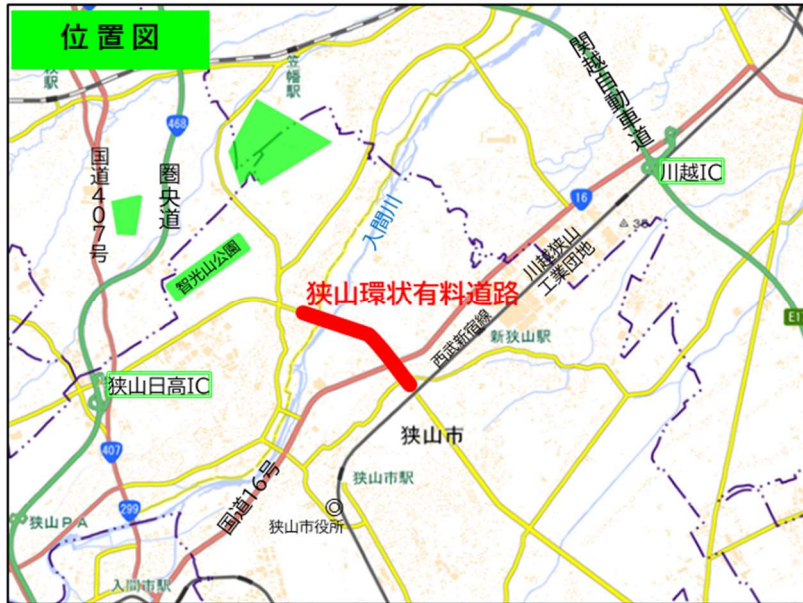 位置図
笠幡駅
関越自動車道
468
国道407号
圏央道
川越IC
16
入間川
38
智光山公園
川越狭山
工業団地
狭山環状有料道路
西武新宿線
新狭山駅
狭山日高IC
狭山市
407
国道16号
狭山市駅
299
狭山PA
狭山市役所
入間市駅